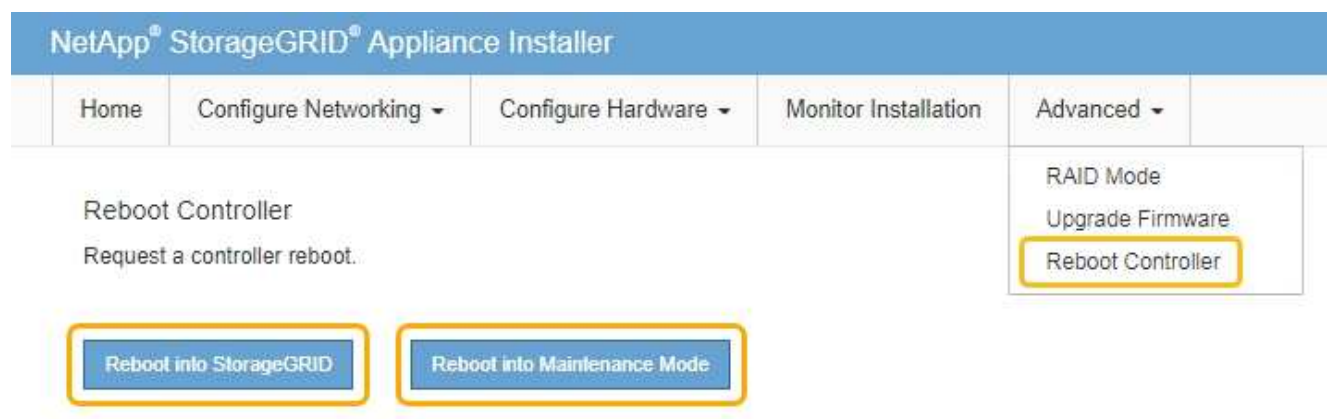 NetApp® StorageGRID® Appliance Installer
Home Configure Networking Configure Hardware Monitor Installation Advanced
RAID Mode
Upgrade Firmware
Reboot Controller
Reboot Controller
Request a controller reboot.
Reboot into StorageGRID Reboot into Maintenance Mode